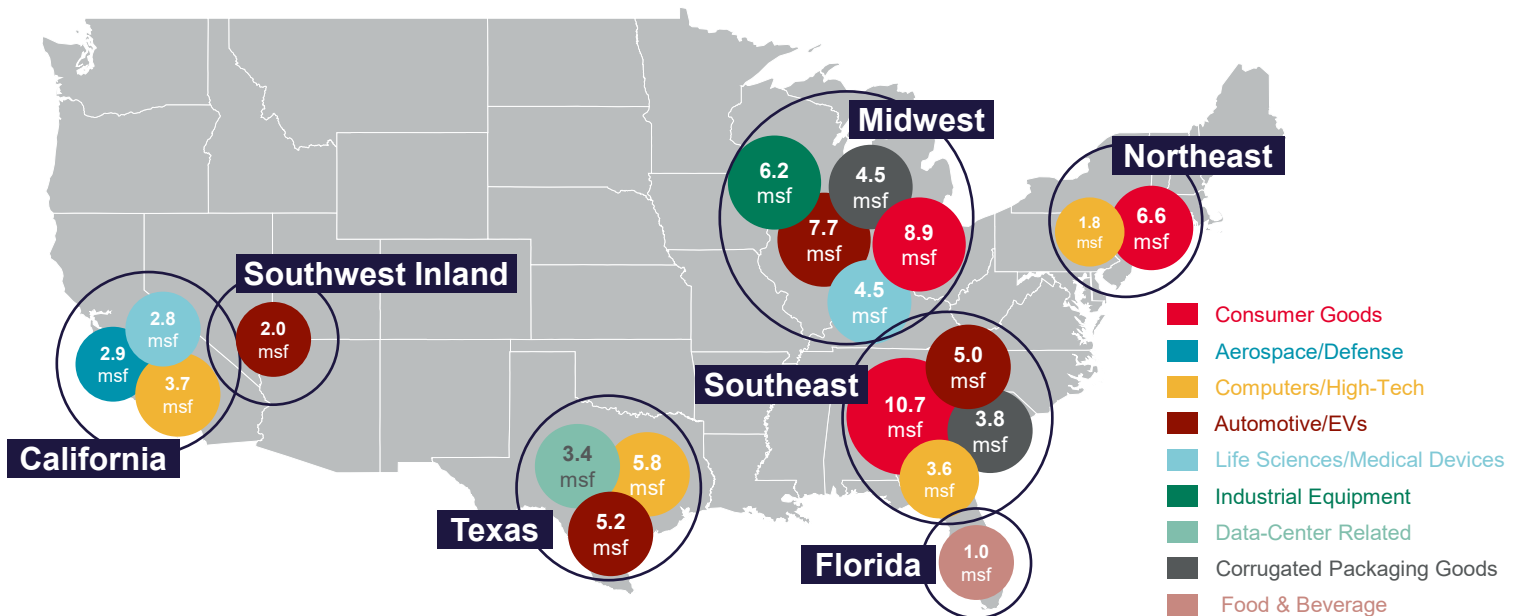 Midwest
6.2
msf
4.5
msf
7.7
msf
8.9
msf
4.5
msf
Northeast
1.8
msf
6.6
msf
Southwest Inland
2.0
msf
2.8
msf
2.9
msf
3.7
msf
California
Southeast
5.0
msf
10.7
msf
3.8
msf
3.6
msf
Texas
3.4
msf
5.8
msf
5.2
msf
Florida
1.0
msf
Consumer Goods
Aerospace/Defense
Computers/High-Tech
Automotive/EVs
Life Sciences/Medical Devices
Industrial Equipment
Data-Center Related
Corrugated Packaging Goods
Food & Beverage